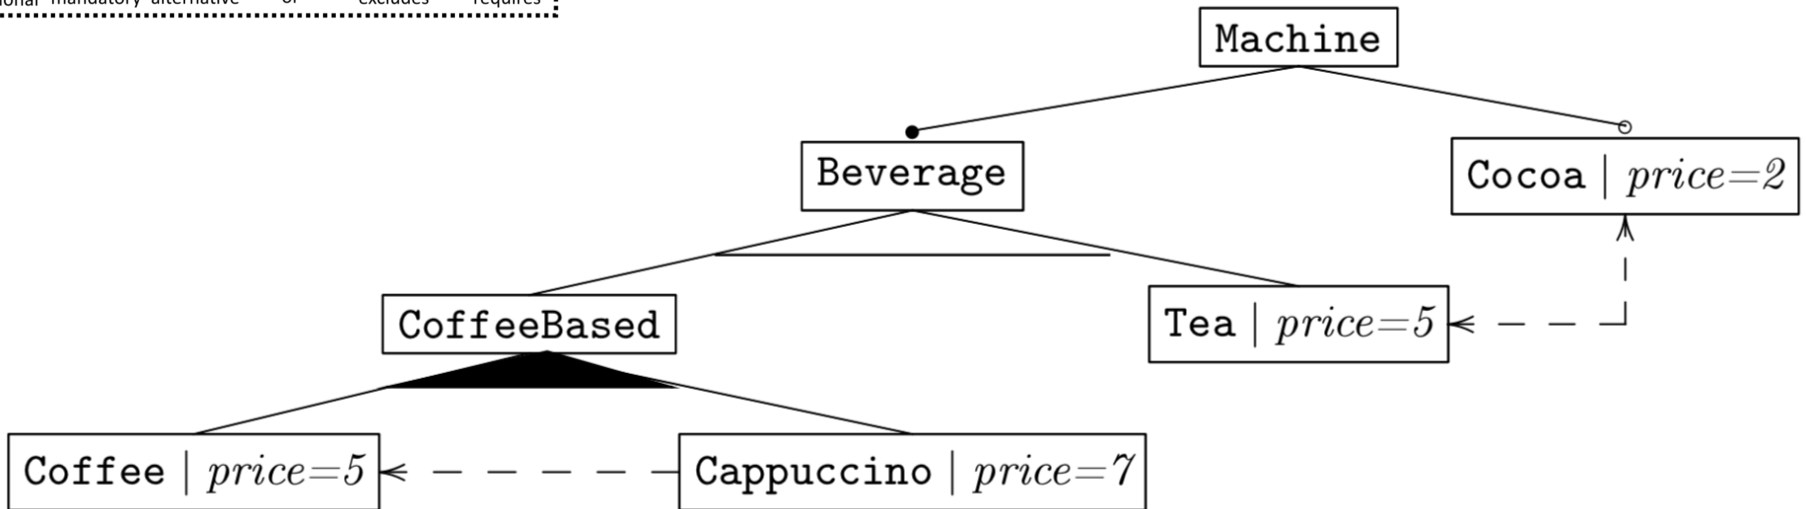 mandatory alternative or excludes requires
Machine
Beverage
Cocoa | price=2
CoffeeBased
Tea | price=5
Coffee | price=5
Cappuccino | price=7